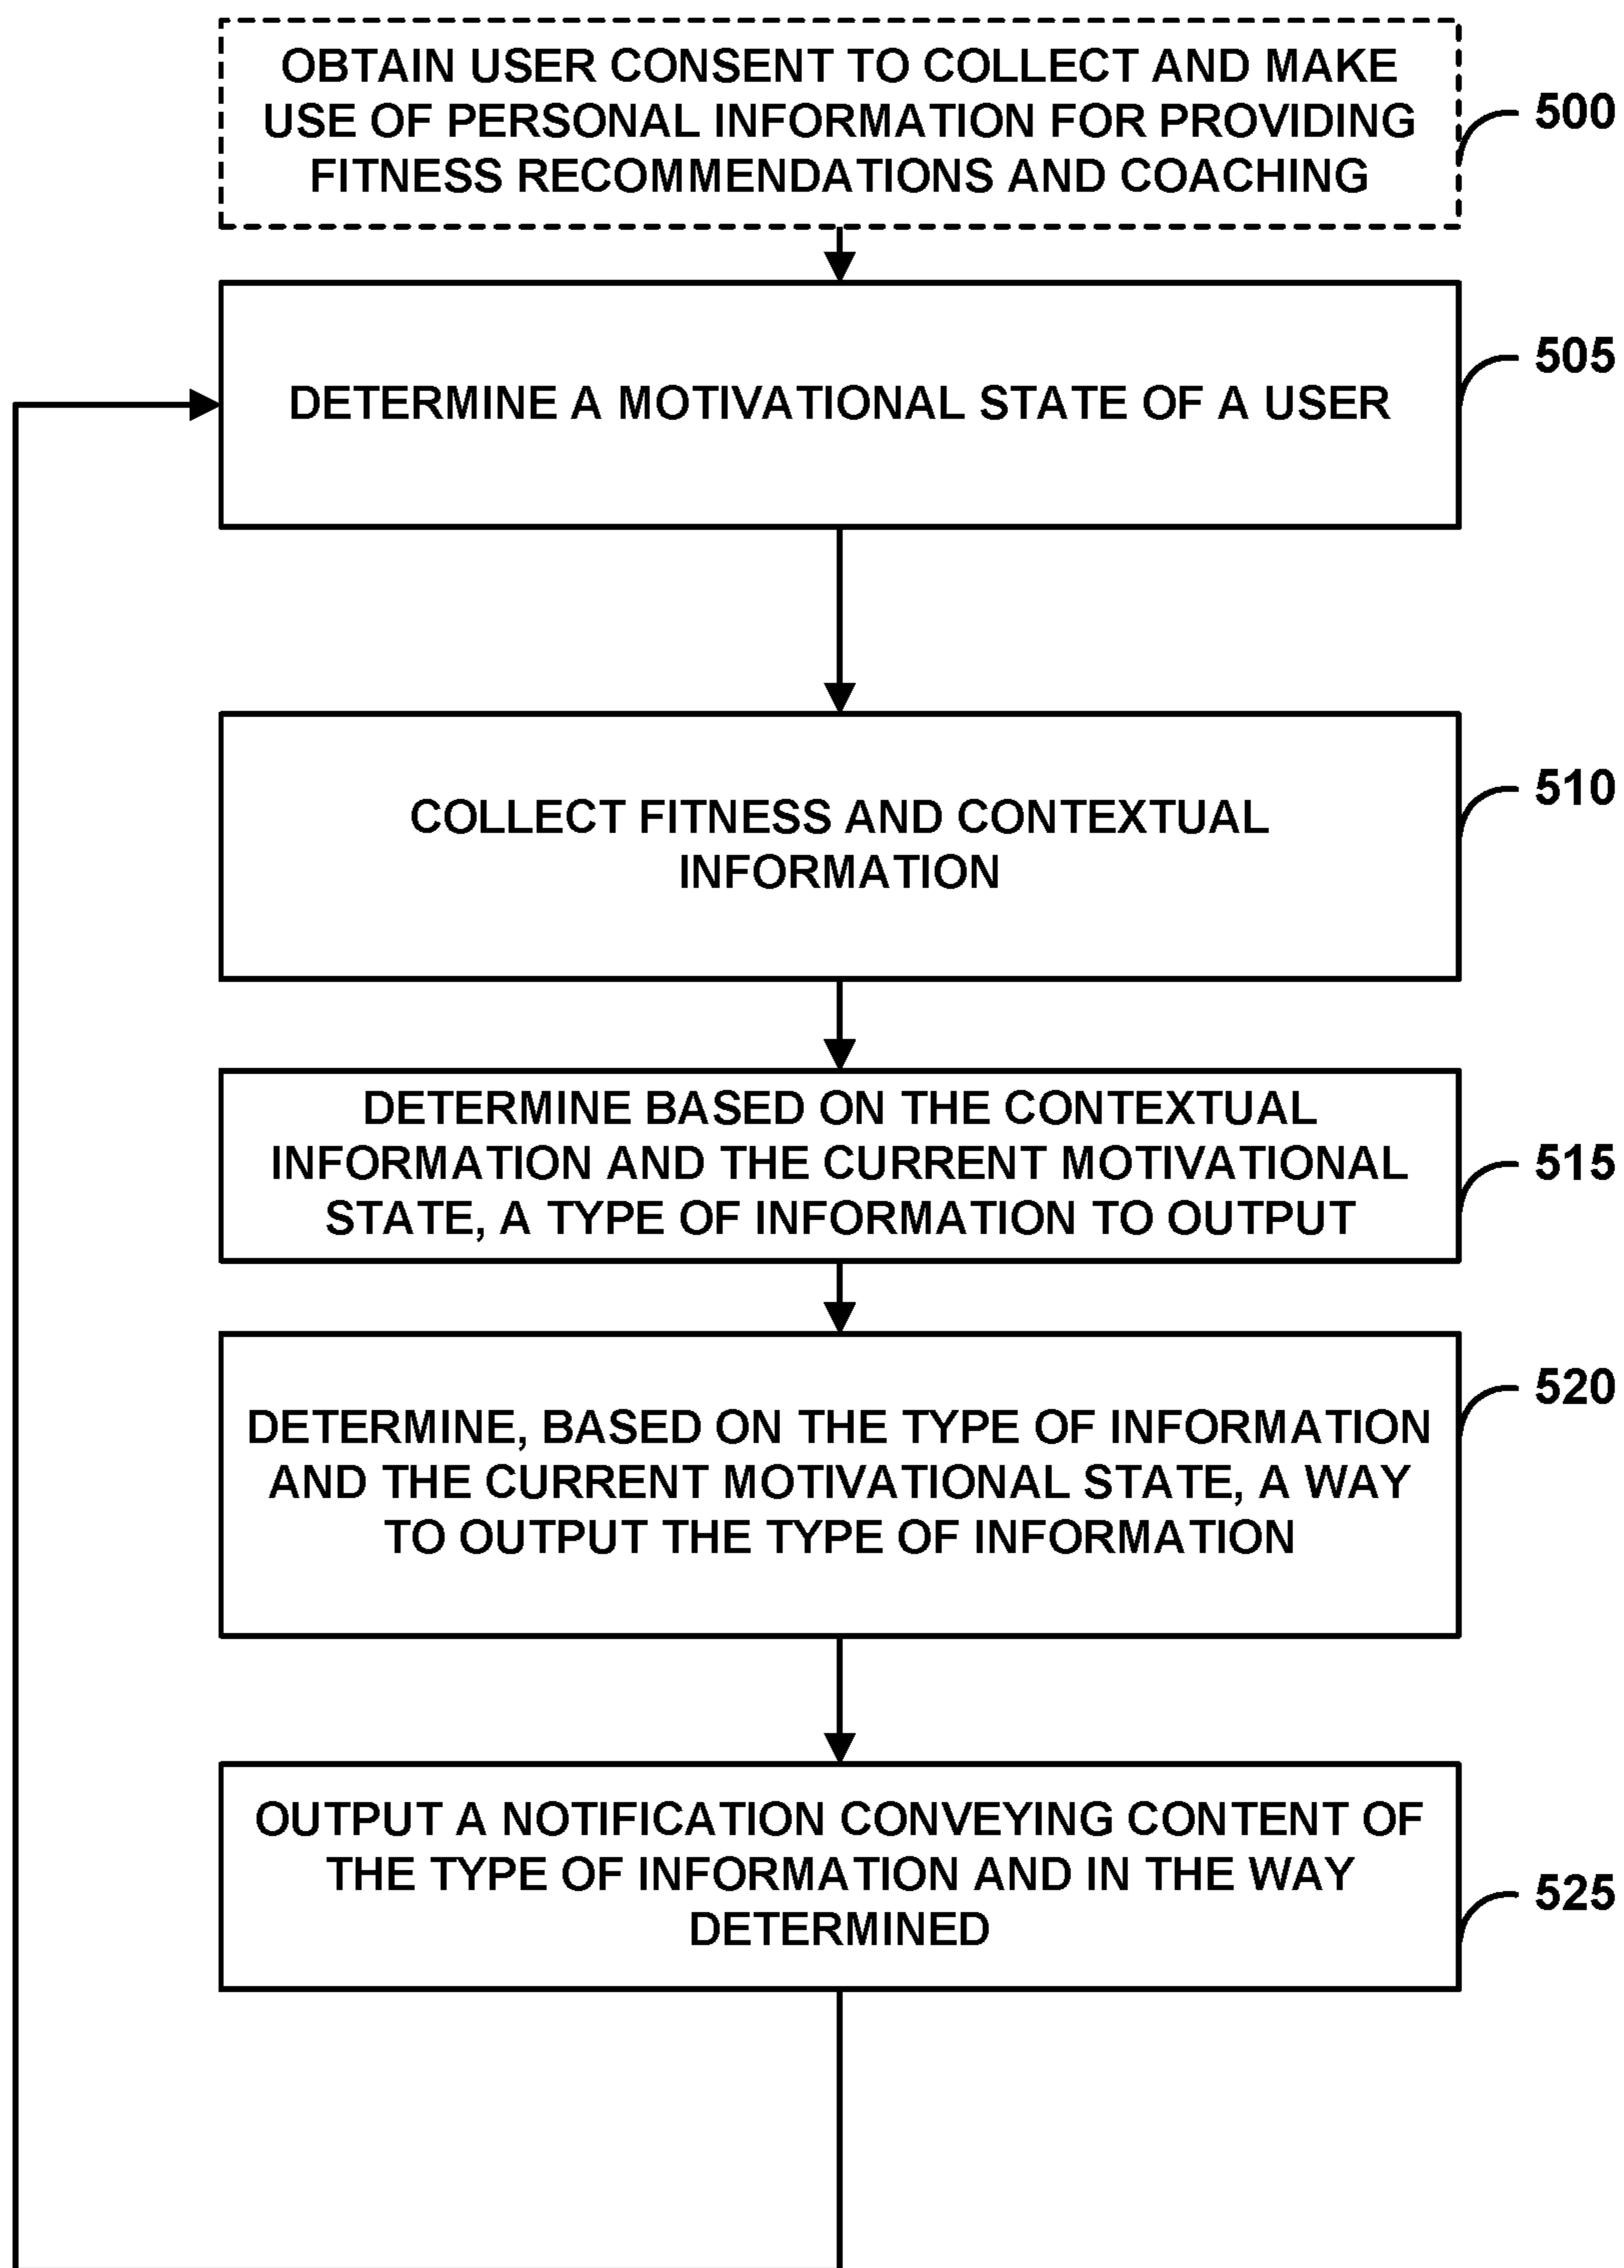 OBTAIN USER CONSENT TO COLLECT AND MAKE
USE OF PERSONAL INFORMATION FOR PROVIDING
FITNESS RECOMMENDATIONS AND COACHING
500
DETERMINE A MOTIVATIONAL STATE OF A USER
505
COLLECT FITNESS AND CONTEXTUAL
INFORMATION
510
DETERMINE BASED ON THE CONTEXTUAL
INFORMATION AND THE CURRENT MOTIVATIONAL
STATE, A TYPE OF INFORMATION TO OUTPUT
515
DETERMINE, BASED ON THE TYPE OF INFORMATION
AND THE CURRENT MOTIVATIONAL STATE, A WAY
TO OUTPUT THE TYPE OF INFORMATION
520
OUTPUT A NOTIFICATION CONVEYING CONTENT OF
THE TYPE OF INFORMATION AND IN THE WAY
DETERMINED
525